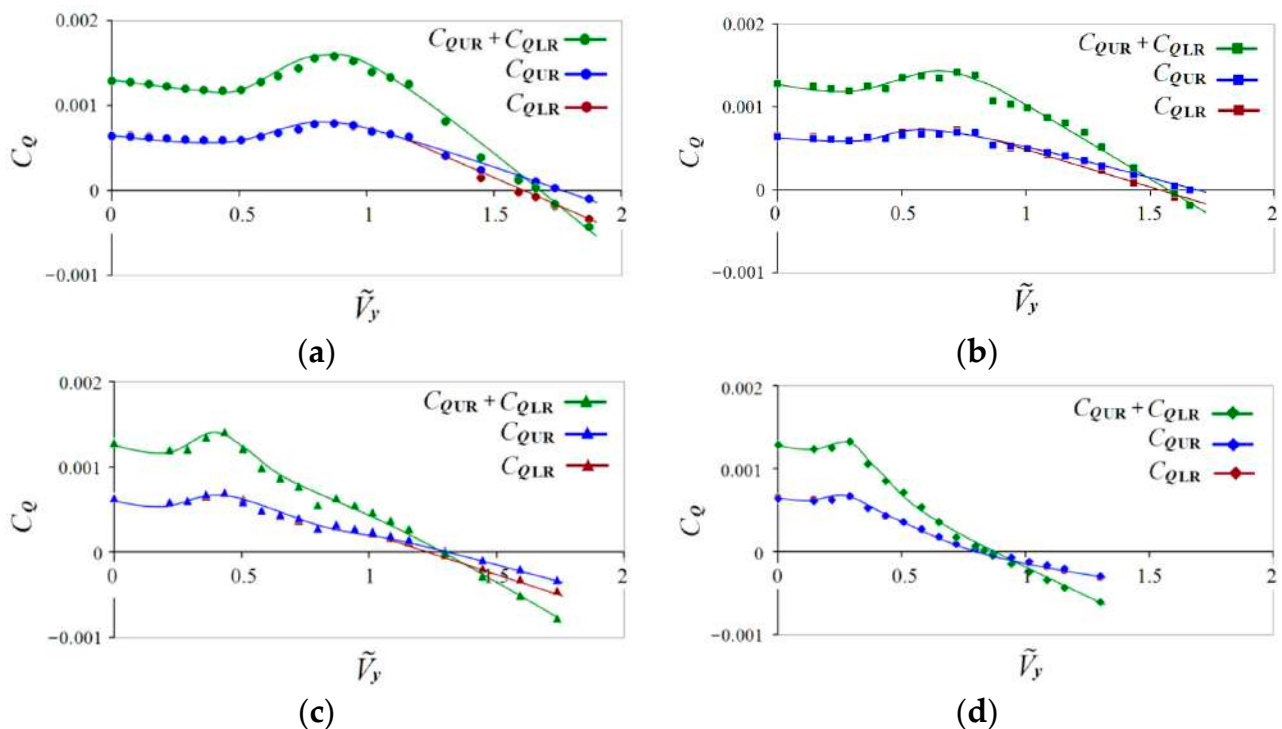 0.002
C_QUR + C_QLR
C_QUR
C_QLR
0.001
0
0 0.5 1 1.5 2
−0.001
C_Q
Ṽ_y
(a)
0.002
C_QUR + C_QLR
C_QUR
C_QLR
0.001
0
0 0.5 1 1.5 2
−0.001
C_Q
Ṽ_y
(b)
0.002
C_QUR + C_QLR
C_QUR
C_QLR
0.001
0
0 0.5 1 1.5 2
−0.001
C_Q
Ṽ_y
(c)
0.002
C_QUR + C_QLR
C_QUR
C_QLR
0.001
0
0 0.5 1 1.5 2
−0.001
C_Q
Ṽ_y
(d)